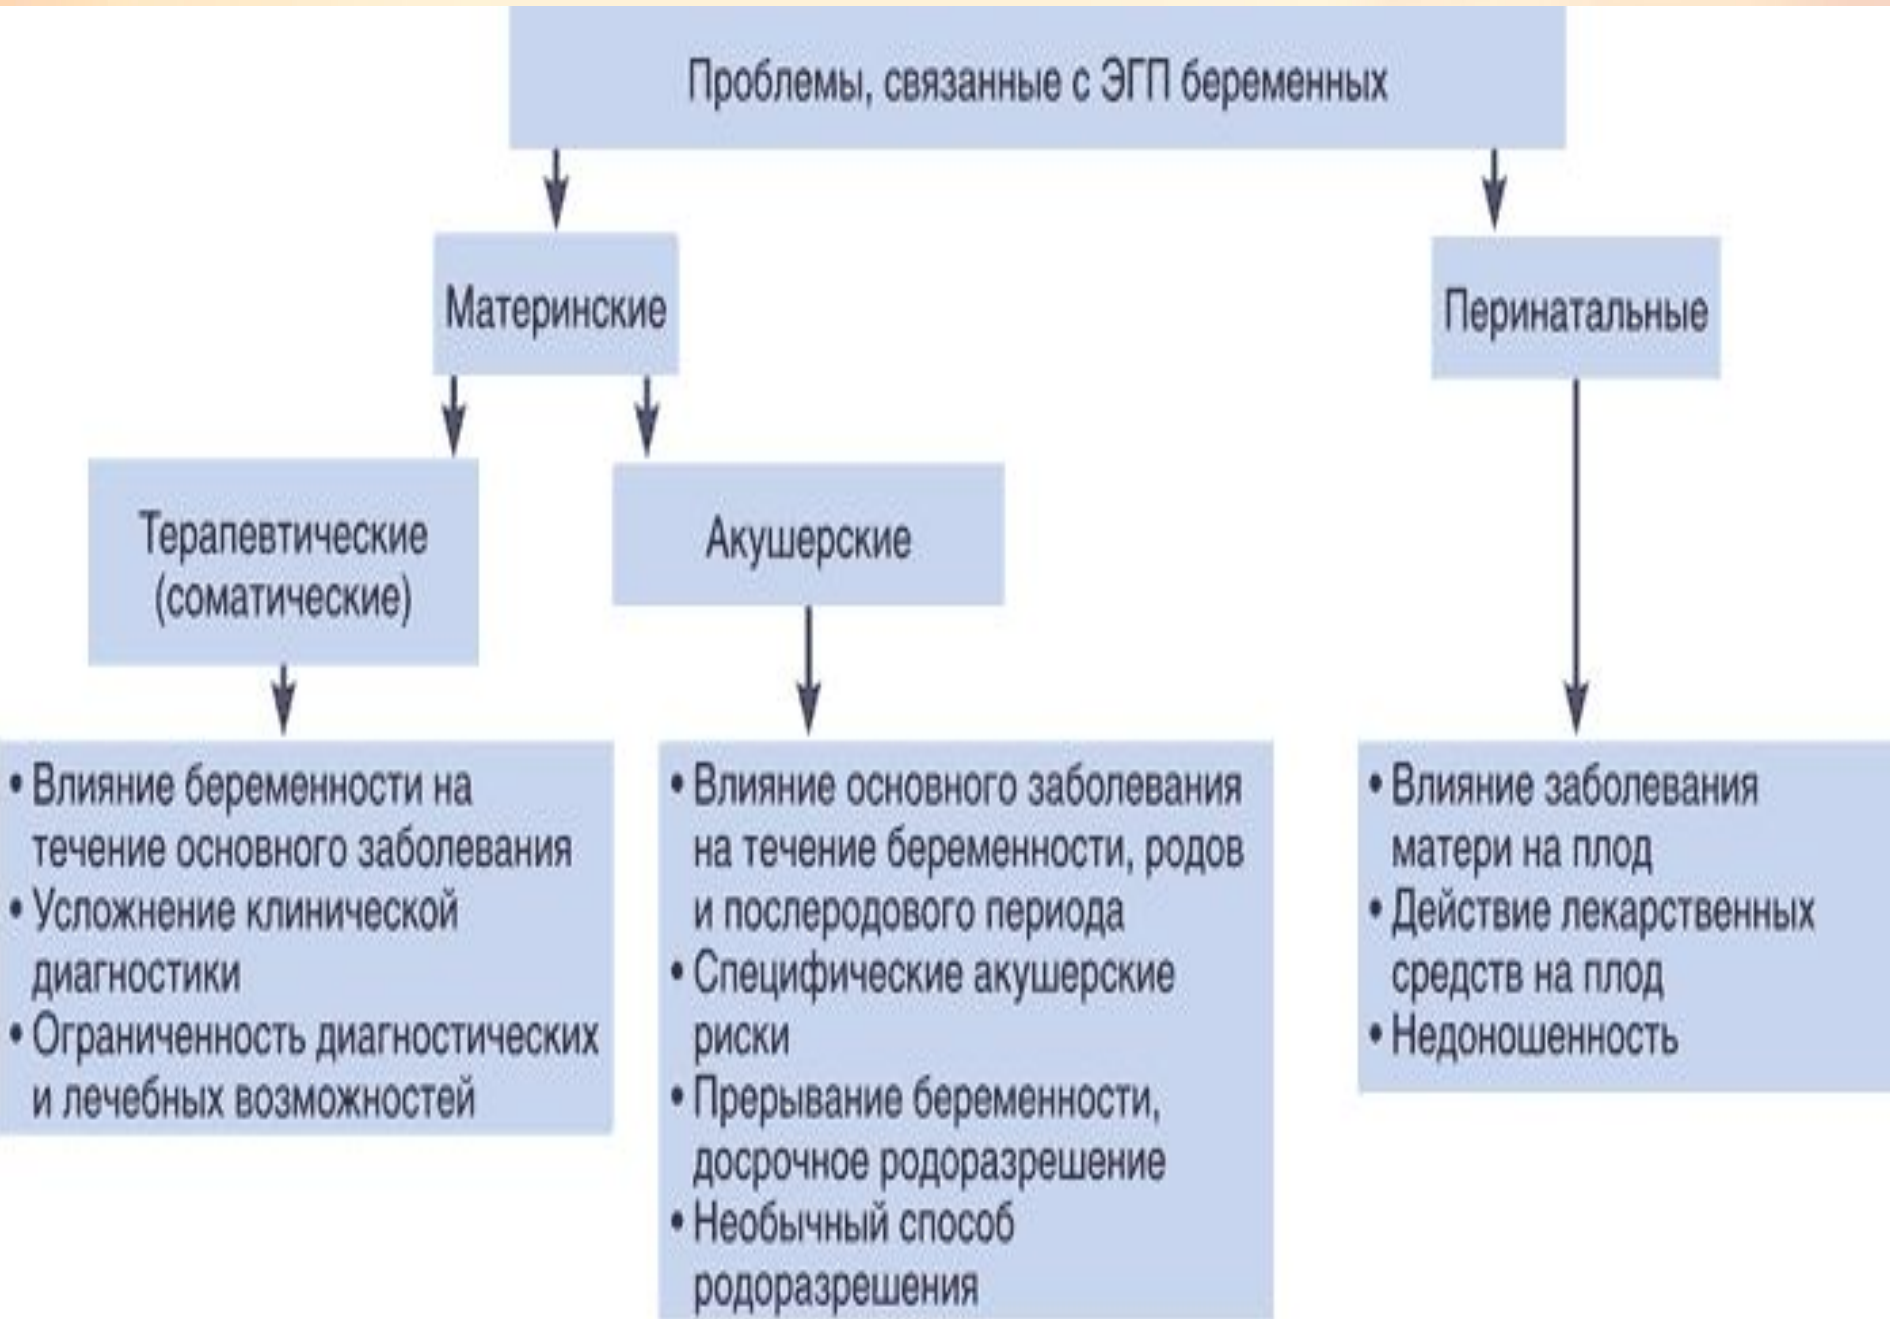 Проблемы, связанные с ЭГП беременных
Материнские
Перинатальные
Терапевтические
(соматические)
Акушерские
• Влияние беременности на
течение основного заболевания
• Усложнение клинической
диагностики
• Ограниченность диагностических
и лечебных возможностей
• Влияние основного заболевания
на течение беременности, родов
и послеродового периода
• Специфические акушерские
риски
• Прерывание беременности,
досрочное родоразрешение
• Необычный способ
родоразрешения
• Влияние заболевания
матери на плод
• Действие лекарственных
средств на плод
• Недоношенность